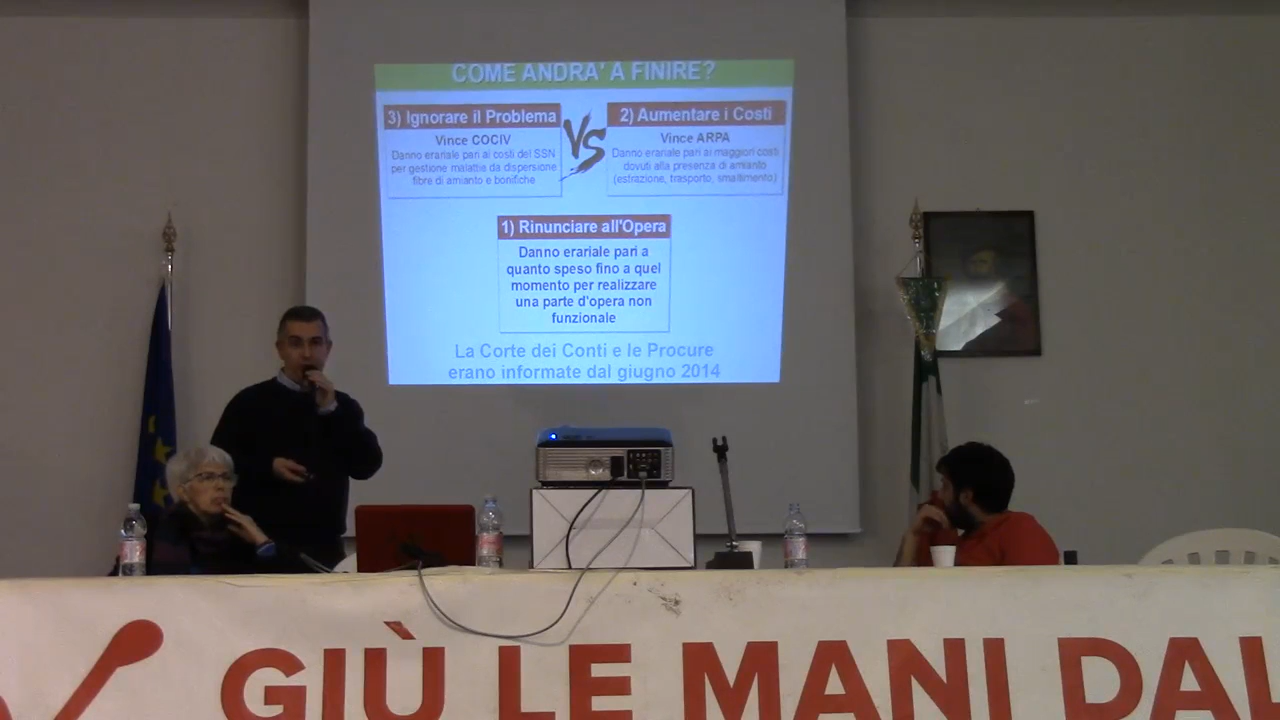 COME ANDRA' A FINIRE?
3) Ignorare il Problema
Vince COCIV
Danno erariale pari ai costi del SSN
per gestione malattie da dispersione
fibre di amianto e bonifiche
VS
2) Aumentare i Costi
Vince ARPA
Danno erariale pari ai maggiori costi
dovuti alla presenza di amianto
(estrazione, trasporto, smaltimento)
1) Rinunciare all'Opera
Danno erariale pari a
quanto speso fino a quel
momento per realizzare
una parte d'opera non
funzionale
La Corte dei Conti e le Procure
erano informate dal giugno 2014
GIÙ LE MANI DAL